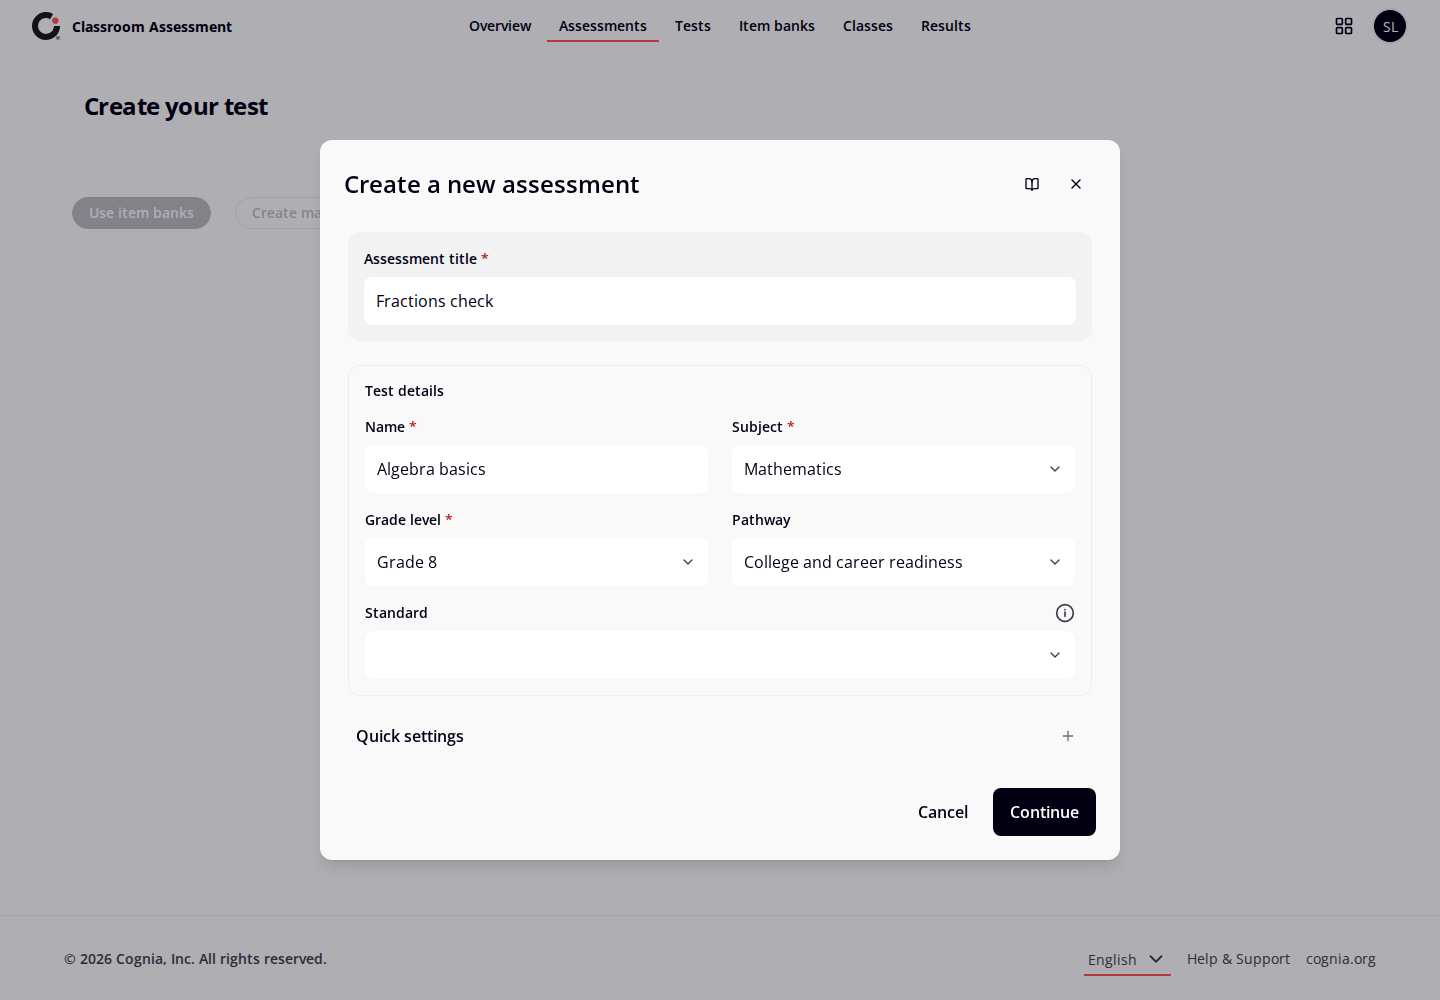 Classroom Assessment
Overview
Assessments
Tests
Item banks
Classes
Results
SL
Create your test
Use item banks
Create ma
Create a new assessment
Assessment title *
Fractions check
Test details
Name *
Subject *
Algebra basics
Mathematics
Grade level *
Pathway
Grade 8
College and career readiness
Standard
Quick settings
Cancel
Continue
© 2026 Cognia, Inc. All rights reserved.
English
Help & Support
cognia.org